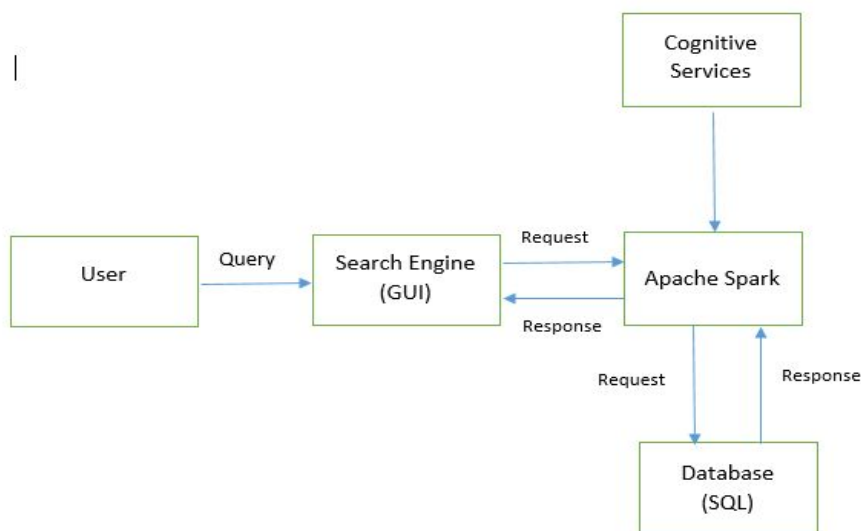 Cognitive
Services
User
Query
Search Engine
(GUI)
Request
Response
Apache Spark
Request
Response
Database
(SQL)